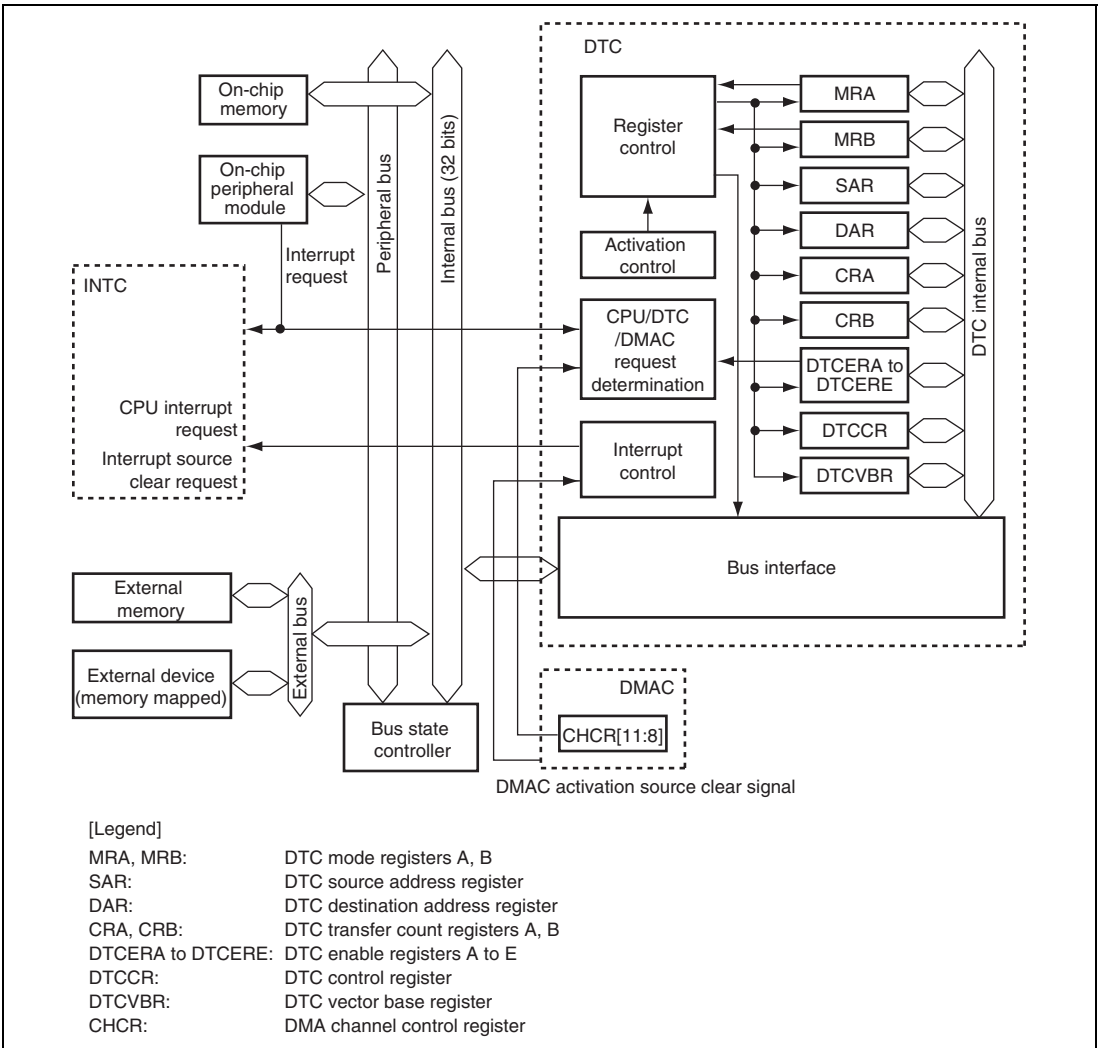 DTC
On-chip
memory
On-chip
peripheral
module
Peripheral bus
Internal bus (32 bits)
Interrupt
request
INTC
CPU interrupt
request
Interrupt source
clear request
Register
control
Activation
control
CPU/DTC
/DMAC
request
determination
Interrupt
control
MRA
MRB
SAR
DAR
CRA
CRB
DTCERA to
DTCERE
DTCCR
DTCVBR
DTC internal bus
Bus interface
External
memory
External device
(memory mapped)
External bus
Bus state
controller
DMAC
CHCR[11:8]
DMAC activation source clear signal
[Legend]
MRA, MRB: DTC mode registers A, B
SAR: DTC source address register
DAR: DTC destination address register
CRA, CRB: DTC transfer count registers A, B
DTCERA to DTCERE: DTC enable registers A to E
DTCCR: DTC control register
DTCVBR: DTC vector base register
CHCR: DMA channel control register